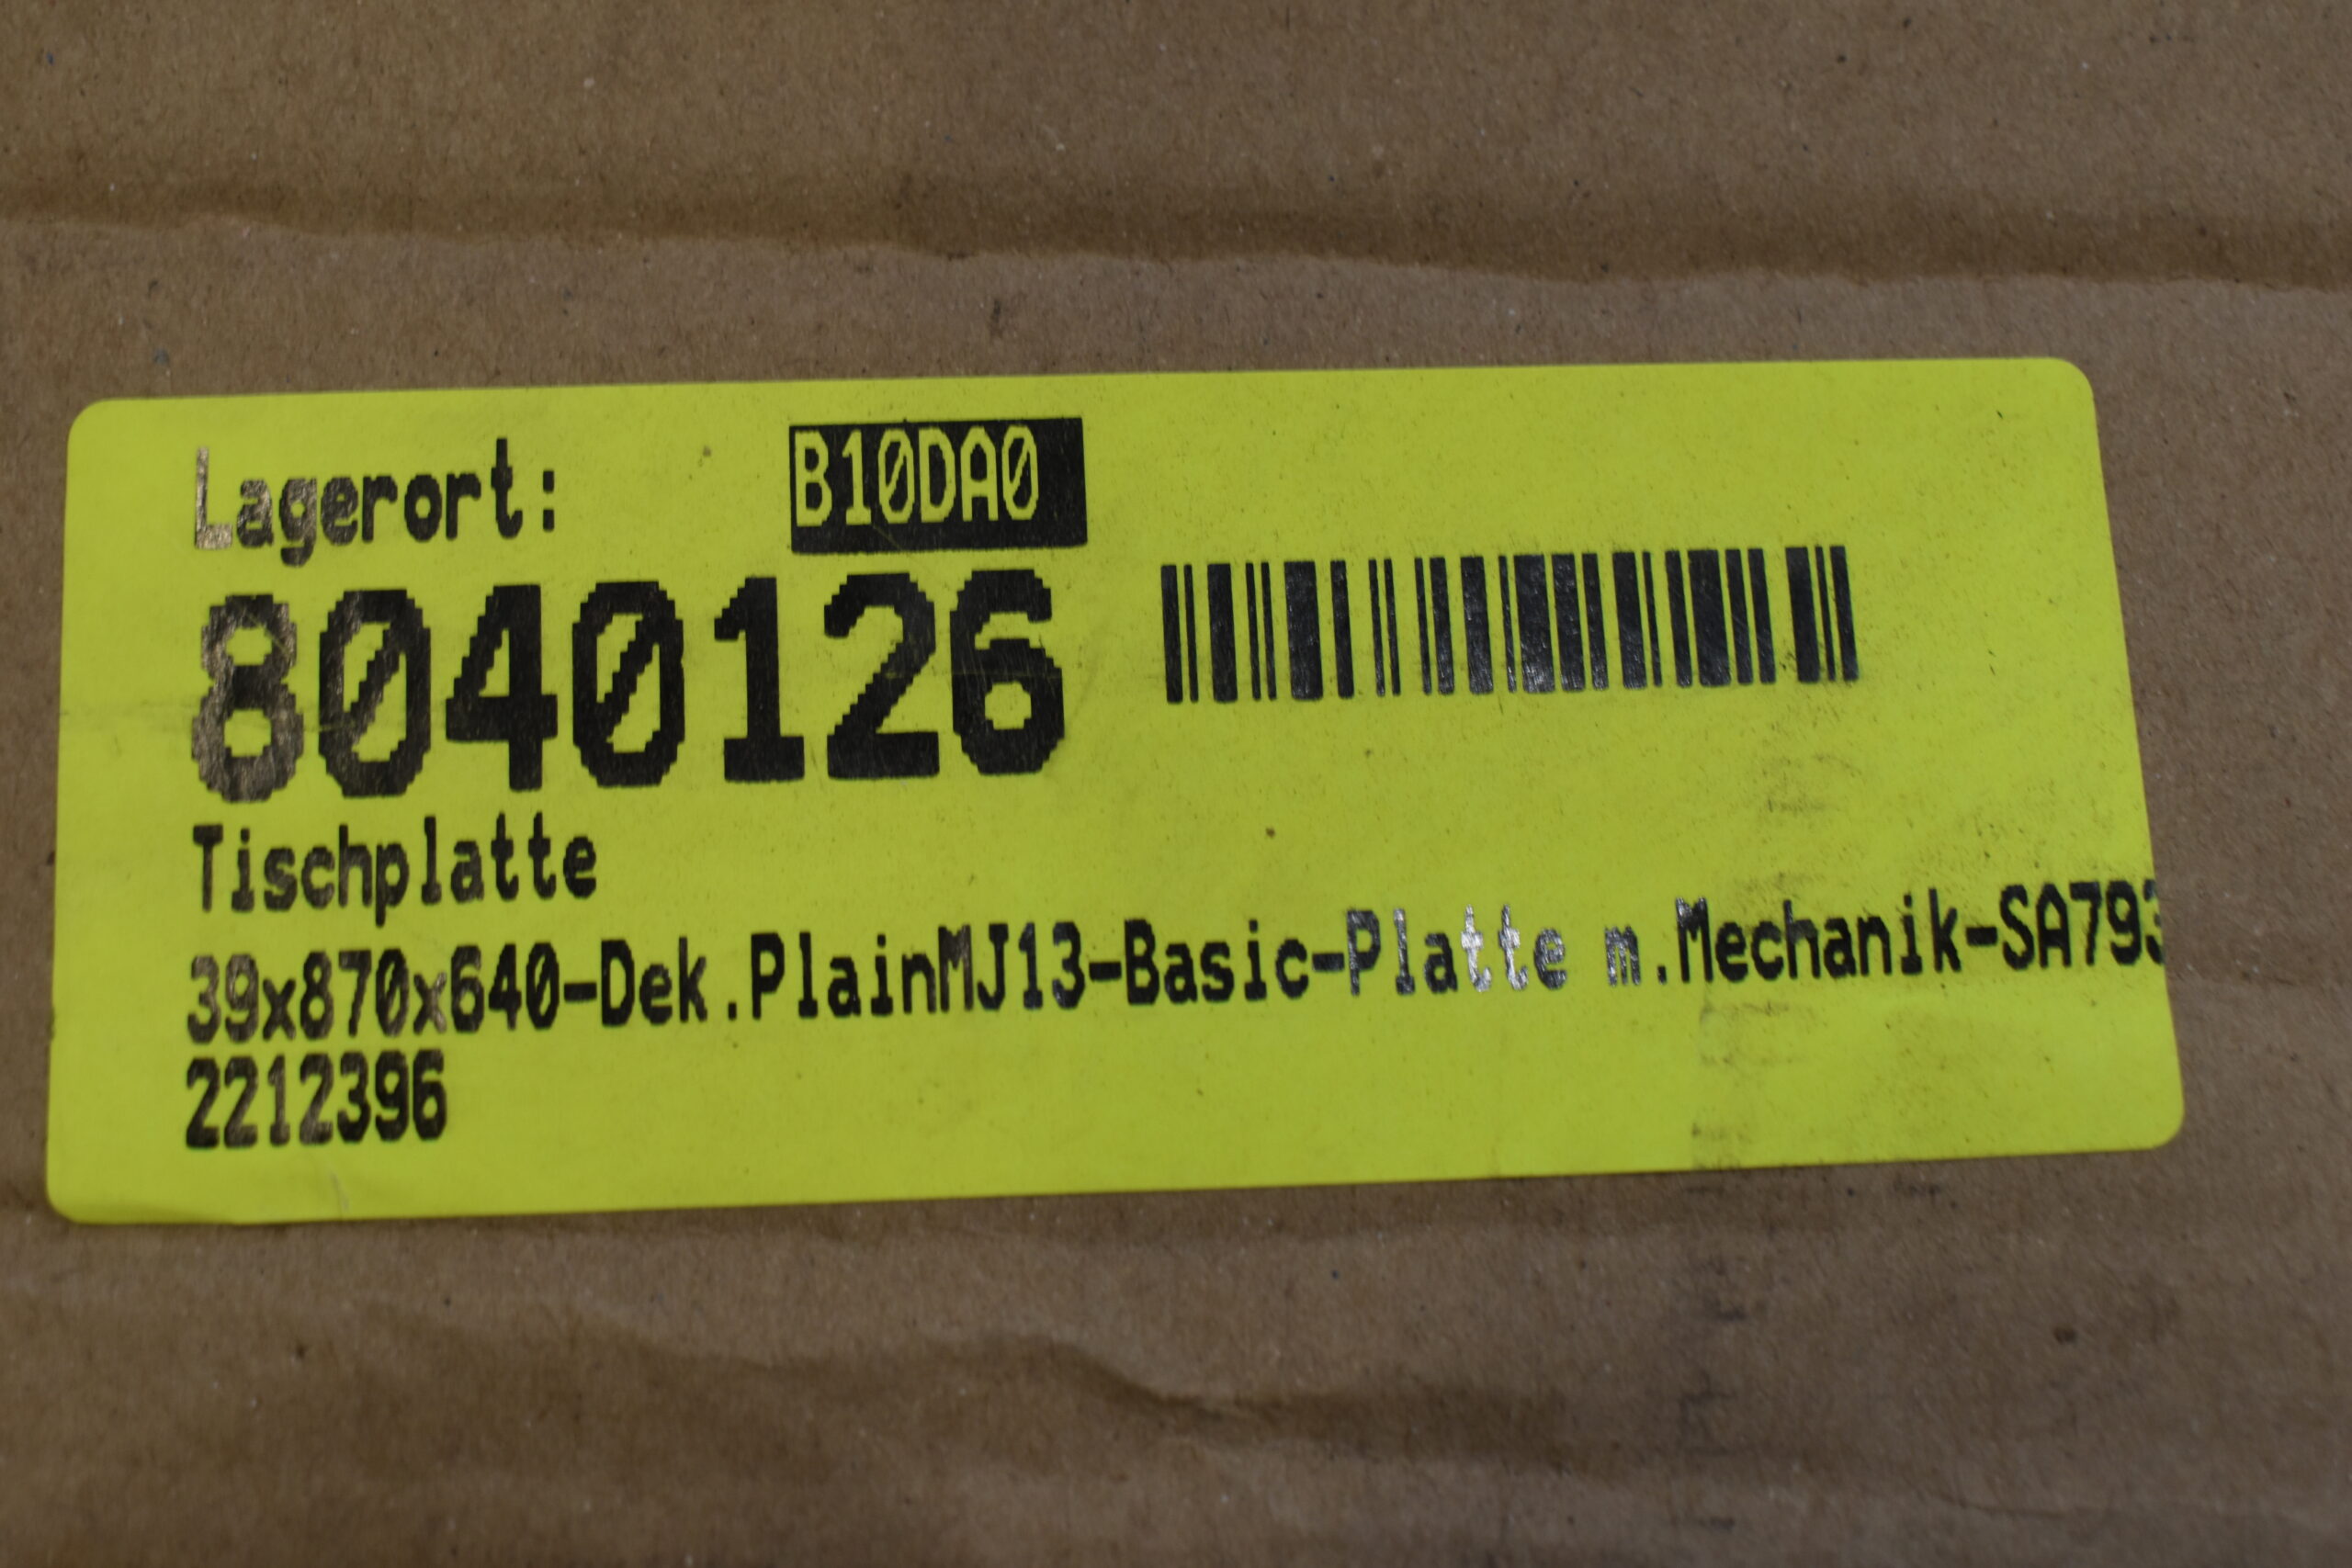 Lagerort: B10DA0
8040126
Tischplatte
39x870x640-Dek.PlainMJ13-Basic-Platte m.Mechanik-SA793
2212396